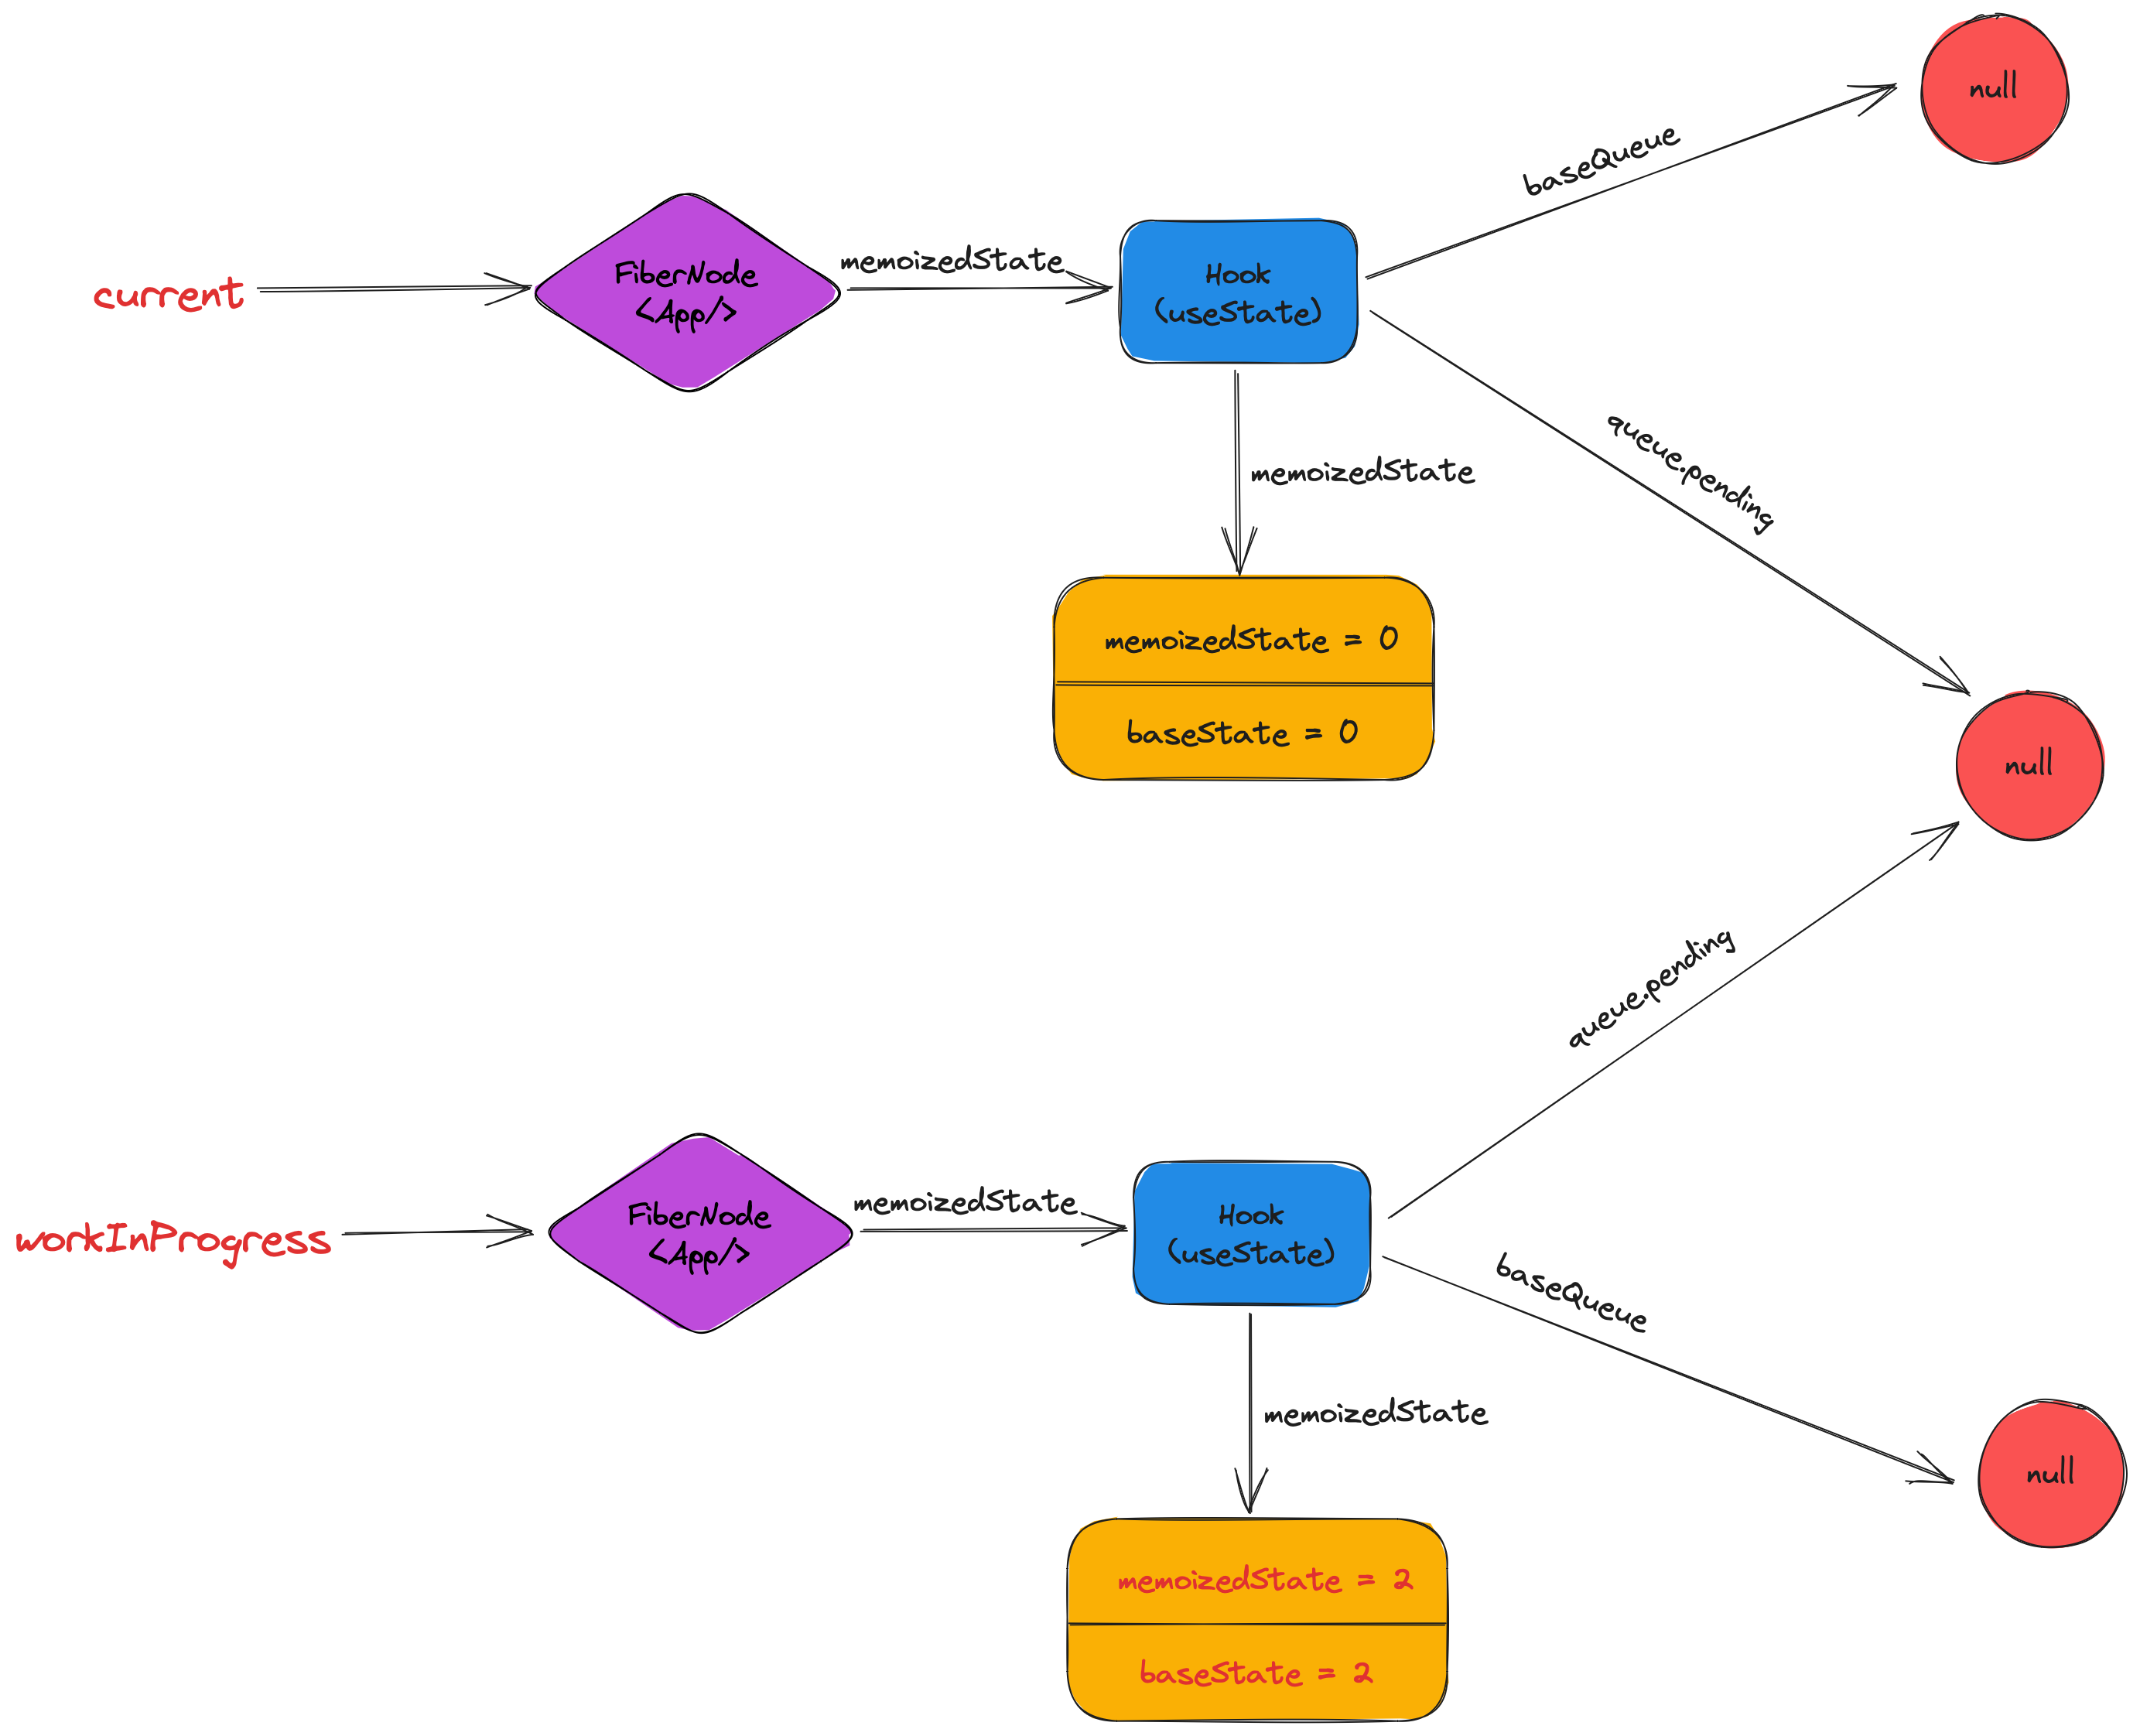 null
baseQueue
current
FiberNode
<App/>
memoizedState
Hook
(useState)
queue.pending
memoizedState
memoizedState = 0
baseState = 0
null
queue.pending
workInProgress
FiberNode
<App/>
memoizedState
Hook
(useState)
baseQueue
memoizedState
null
memoizedState = 2
baseState = 2